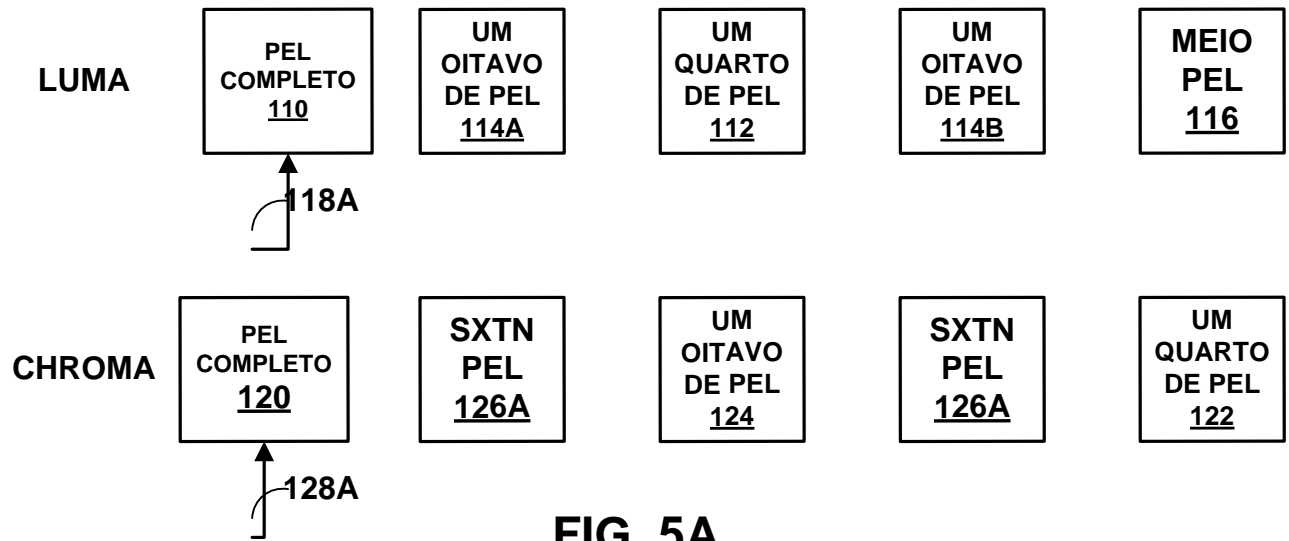 LUMA
PEL
COMPLETO
110
UM
OITAVO
DE PEL
114A
UM
QUARTO
DE PEL
112
UM
OITAVO
DE PEL
114B
MEIO
PEL
116
118A
CHROMA
PEL
COMPLETO
120
SXTN
PEL
126A
UM
OITAVO
DE PEL
124
SXTN
PEL
126A
UM
QUARTO
DE PEL
122
128A
FIG. 5A